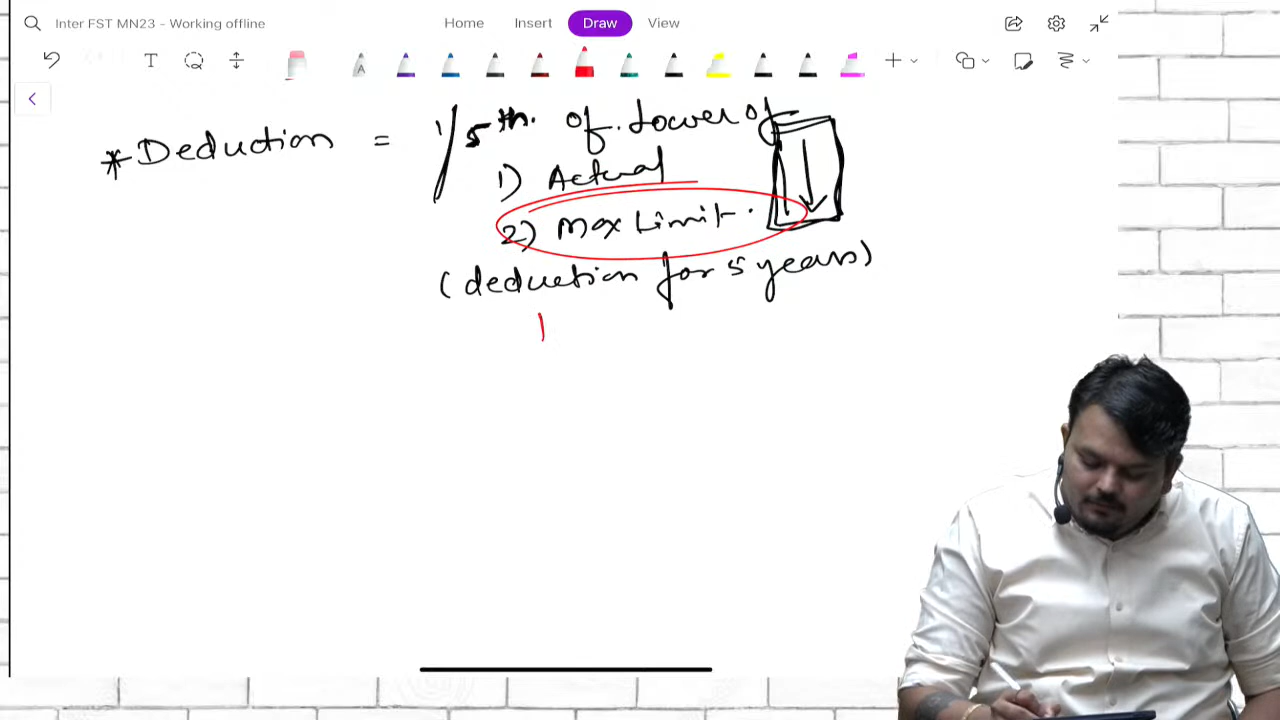 Inter FST MN23 - Working offline
Home Insert Draw View
T
A
* Deduction = 1/5th. of. Lower of
1) Actual
2) Max Limit.
(deduction for 5 years)